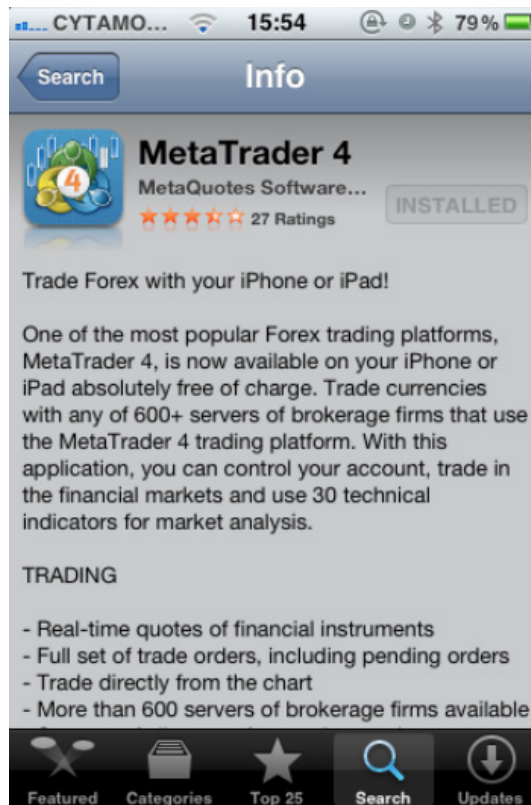 CYTAMO... 15:54 79%
Search Info
MetaTrader 4
MetaQuotes Software...
27 Ratings
INSTALLED
4
Trade Forex with your iPhone or iPad!
One of the most popular Forex trading platforms,
MetaTrader 4, is now available on your iPhone or
iPad absolutely free of charge. Trade currencies
with any of 600+ servers of brokerage firms that use
the MetaTrader 4 trading platform. With this
application, you can control your account, trade in
the financial markets and use 30 technical
indicators for market analysis.
TRADING
- Real-time quotes of financial instruments
- Full set of trade orders, including pending orders
- Trade directly from the chart
- More than 600 servers of brokerage firms available
Featured Categories Top 25 Search Updates